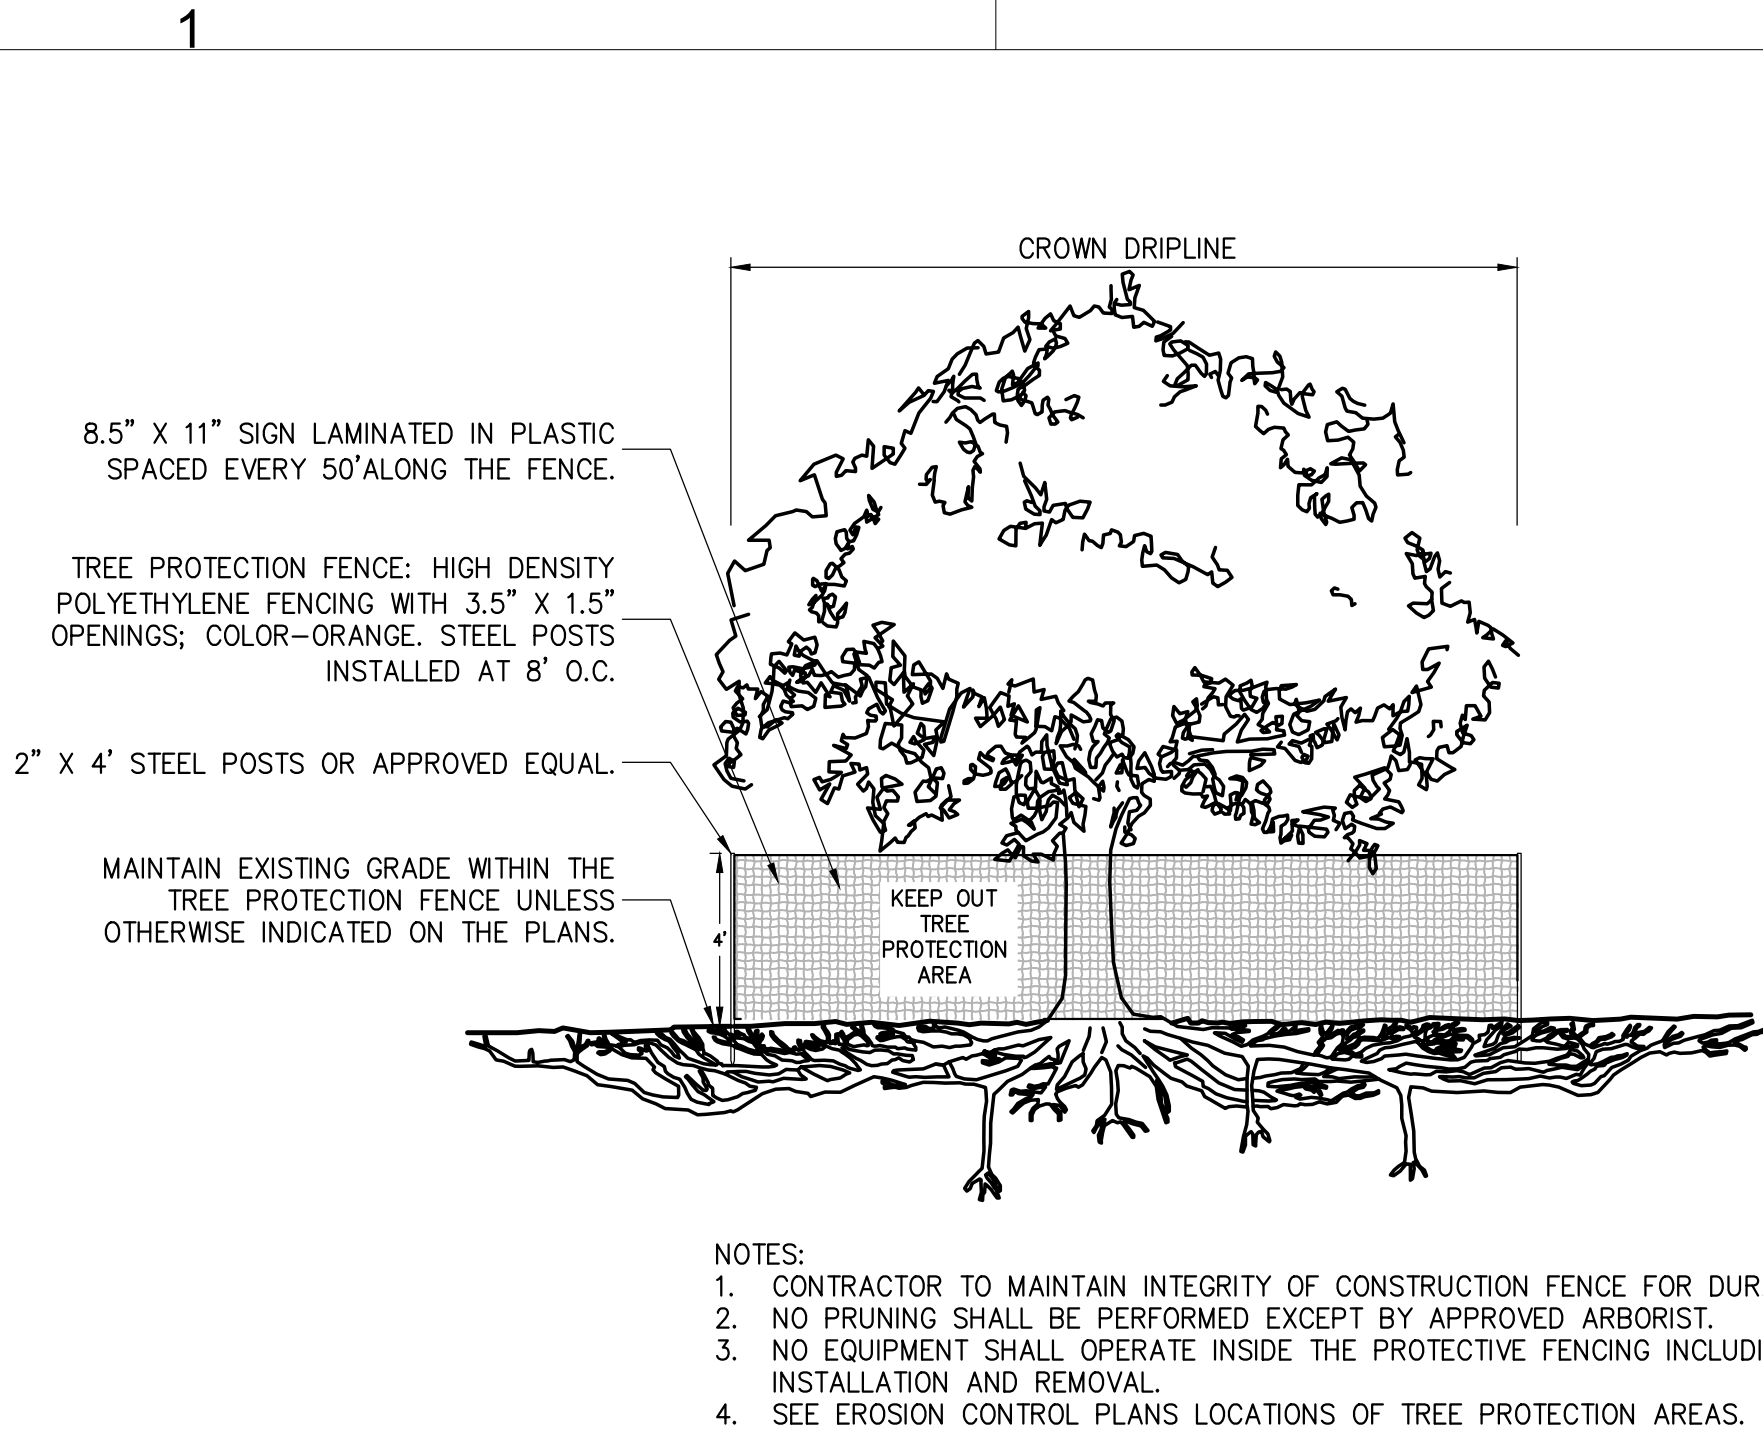 1
CROWN DRIPLINE
8.5" X 11" SIGN LAMINATED IN PLASTIC
SPACED EVERY 50'ALONG THE FENCE.
TREE PROTECTION FENCE: HIGH DENSITY
POLYETHYLENE FENCING WITH 3.5" X 1.5"
OPENINGS; COLOR-ORANGE. STEEL POSTS
INSTALLED AT 8' O.C.
2" X 4' STEEL POSTS OR APPROVED EQUAL.
MAINTAIN EXISTING GRADE WITHIN THE
TREE PROTECTION FENCE UNLESS
OTHERWISE INDICATED ON THE PLANS.
4'
KEEP OUT
TREE
PROTECTION
AREA
NOTES:
1. CONTRACTOR TO MAINTAIN INTEGRITY OF CONSTRUCTION FENCE FOR DUR
2. NO PRUNING SHALL BE PERFORMED EXCEPT BY APPROVED ARBORIST.
3. NO EQUIPMENT SHALL OPERATE INSIDE THE PROTECTIVE FENCING INCLUDI
INSTALLATION AND REMOVAL.
4. SEE EROSION CONTROL PLANS LOCATIONS OF TREE PROTECTION AREAS.